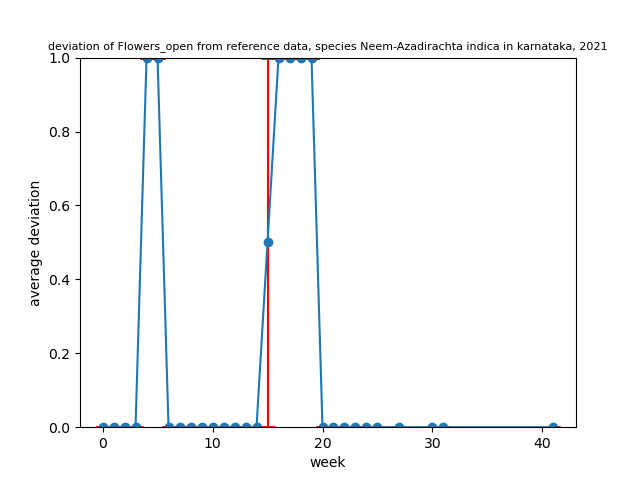 deviation of Flowers_open from reference data, species Neem-Azadirachta indica in karnataka, 2021
1.0
0.8
0.6
0.4
0.2
0.0
average deviation
0 10 20 30 40
week